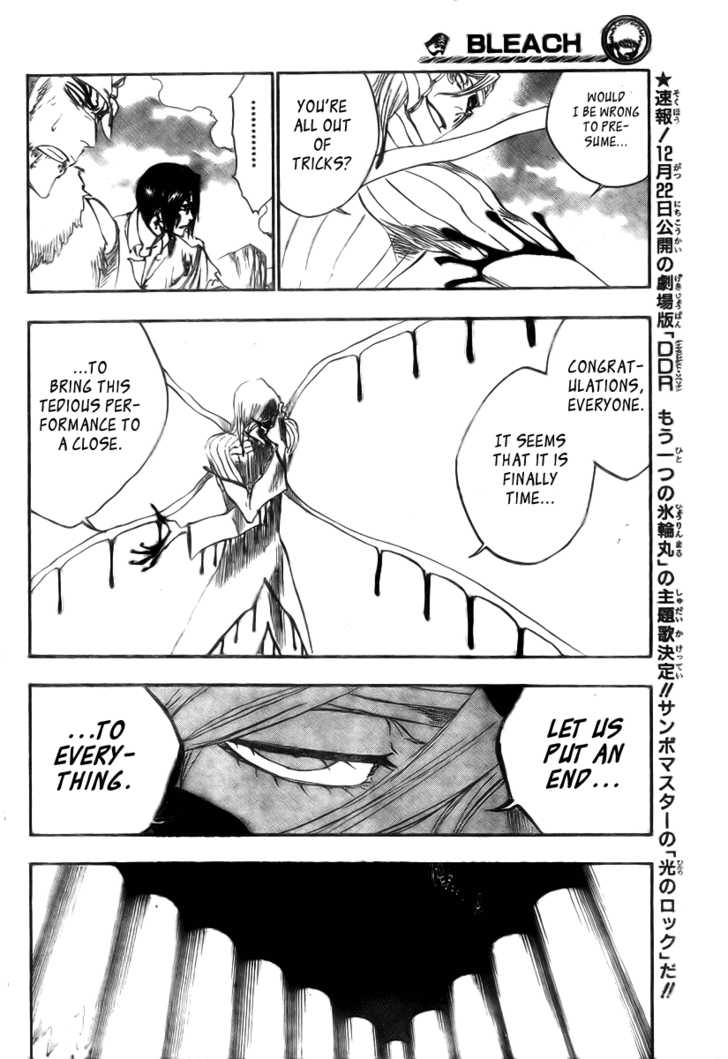 BLEACH
WOULD
I BE WRONG
TO PRE-
SUME...
YOU'RE
ALL OUT
OF
TRICKS?
..........
CONGRAT-
ULATIONS,
EVERYONE.
IT SEEMS
THAT IT IS
FINALLY
TIME...
...TO
BRING THIS
TEDIOUS PER-
FORMANCE TO
A CLOSE.
LET US
PUT AN
END...
...TO
EVERY-
THING.
★速報!12月22日公開の劇場版「DDR もう一つの氷輪丸」の主題歌決定!!サンボマスターの「光のロック」だ!!